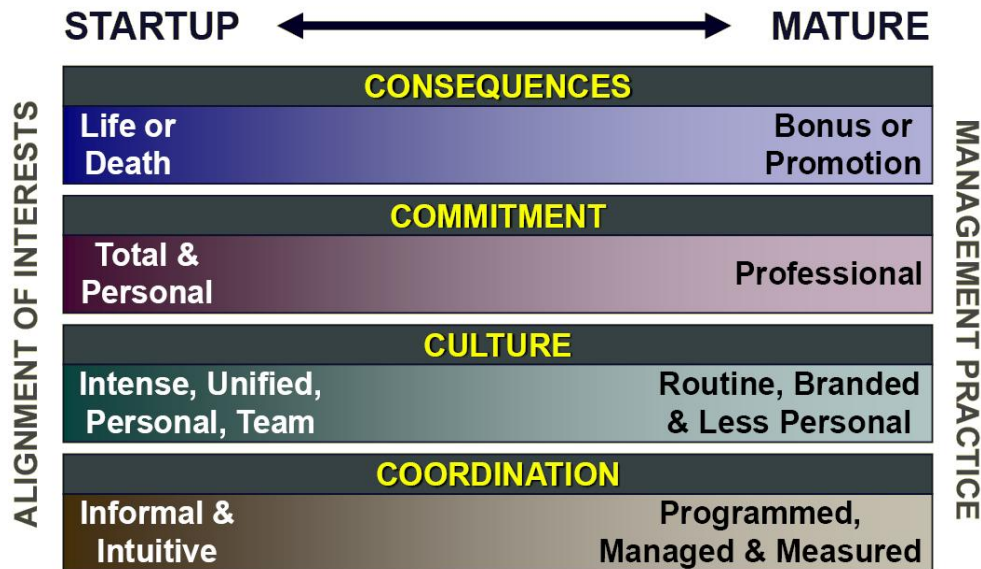 STARTUP MATURE
ALIGNMENT OF INTERESTS
CONSEQUENCES
Life or
Death
Bonus or
Promotion
COMMITMENT
Total &
Personal
Professional
CULTURE
Intense, Unified,
Personal, Team
Routine, Branded
& Less Personal
COORDINATION
Informal &
Intuitive
Programmed,
Managed & Measured
MANAGEMENT PRACTICE